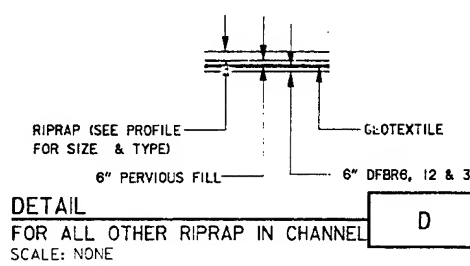 RIPRAP (SEE PROFILE
FOR SIZE & TYPE)
GEOTEXTILE
6" PERVIOUS FILL
6" DFBR6, 12 & 3
DETAIL
D
FOR ALL OTHER RIPRAP IN CHANNEL
SCALE: NONE